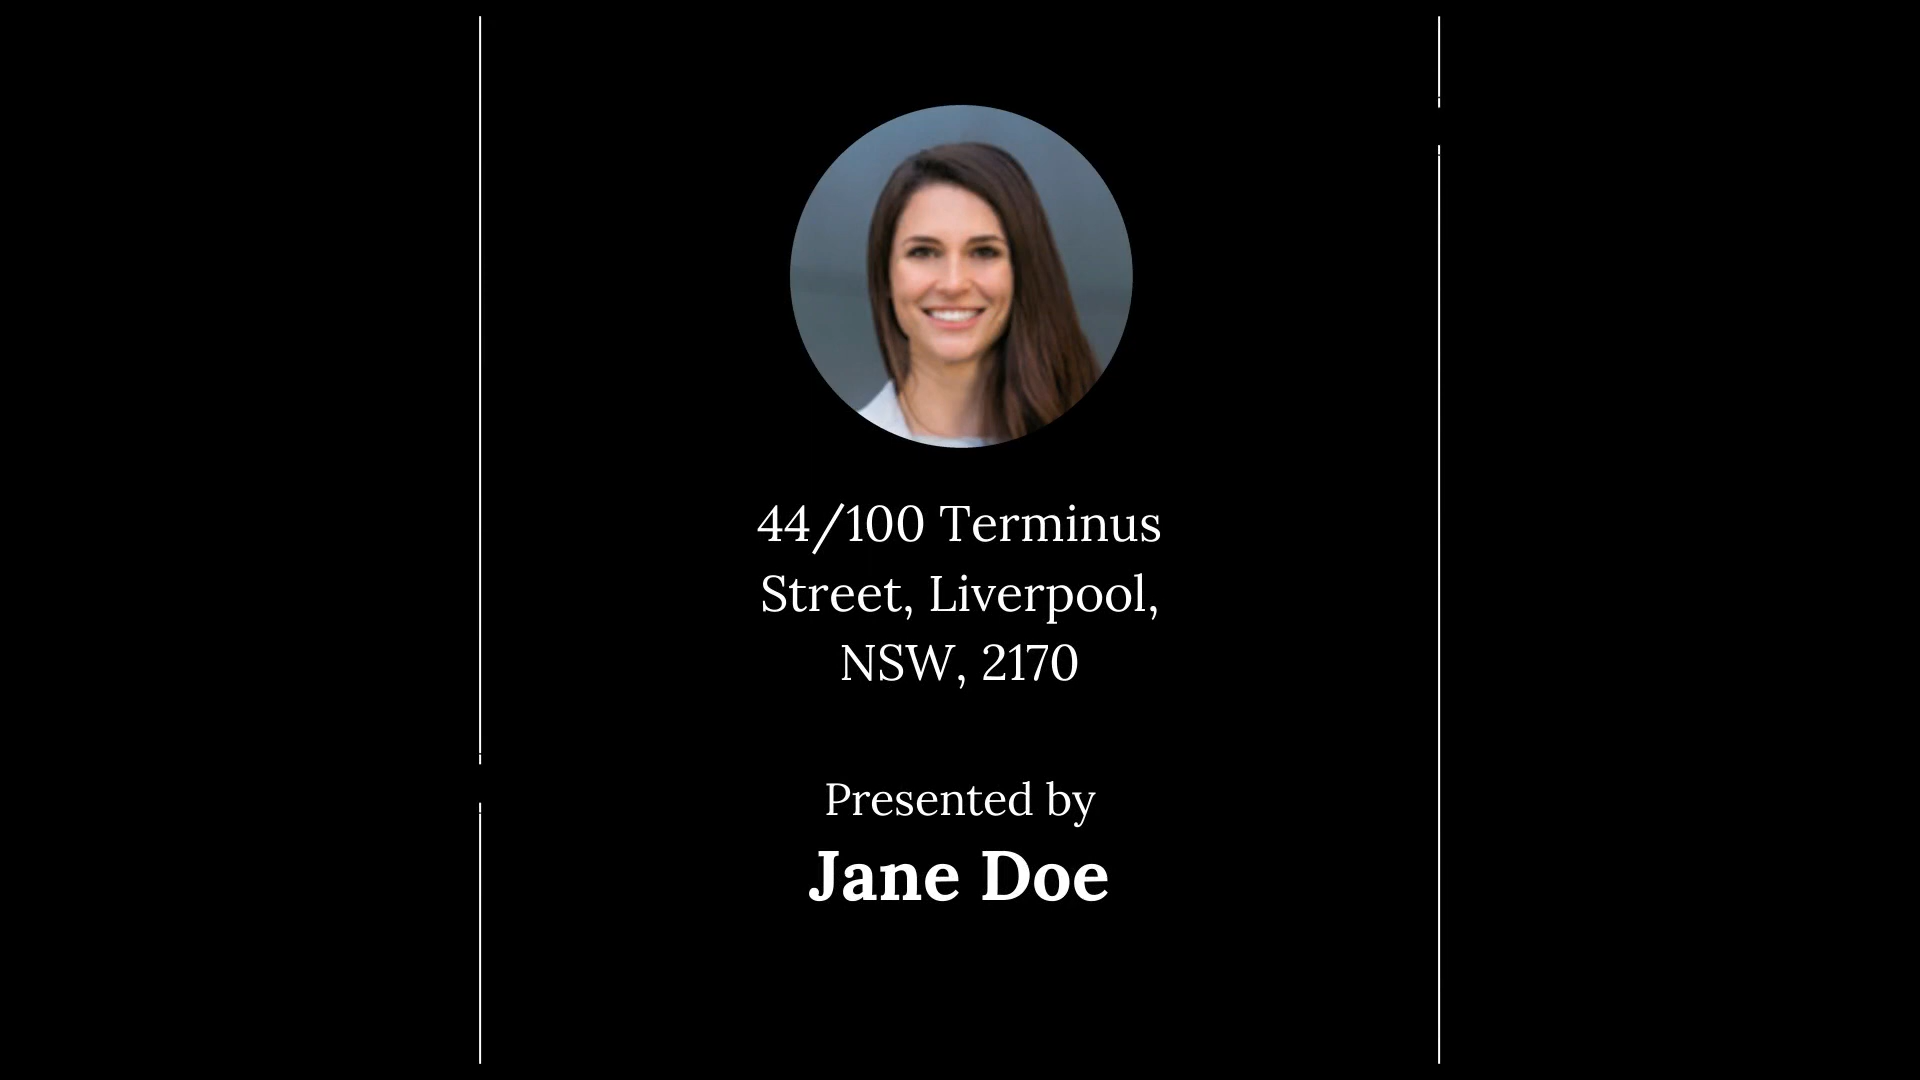 44/100 Terminus
Street, Liverpool,
NSW, 2170
Presented by
Jane Doe